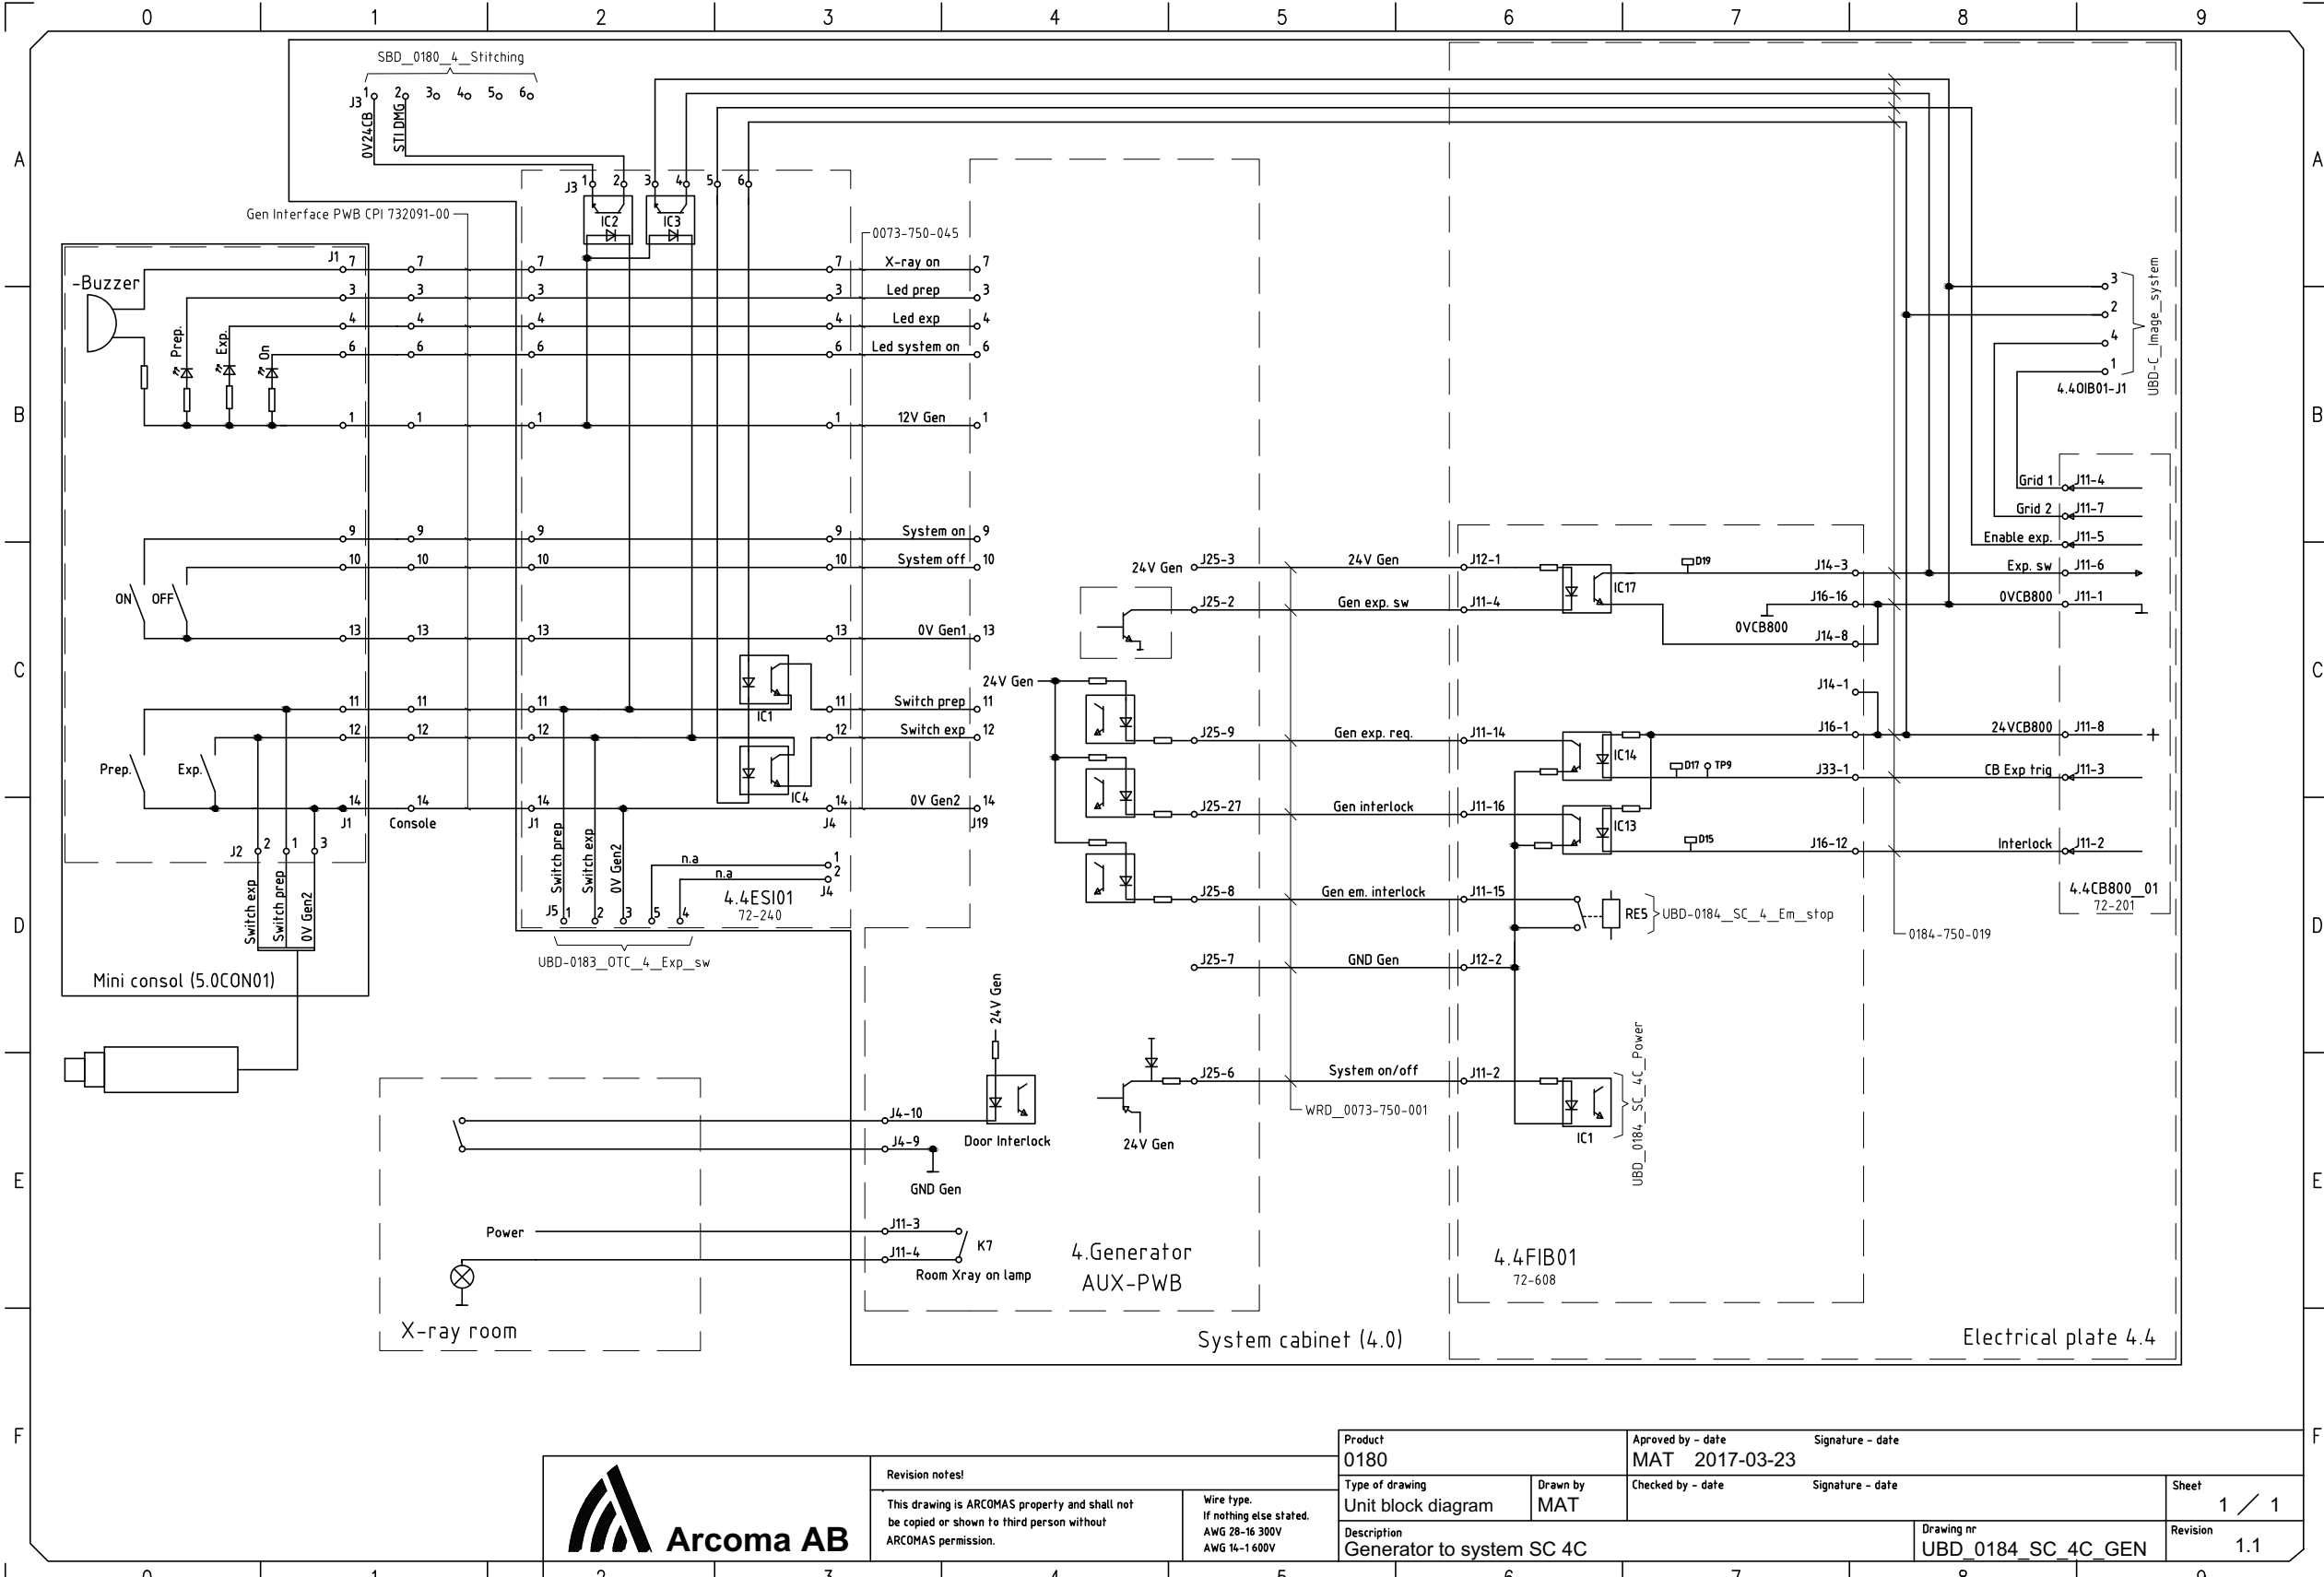 0 1 2 3 4 5 6 7 8 9
SBD_0180_4_Stitching
J3 1 2 3 4 5 6
0V24CB
STI DMG
A A
J3 1 2 3 4 5 6
IC2 IC3
Gen Interface PWB CPI 732091-00
0073-750-045
J1 7 7 7 7 X-ray on 7
-Buzzer
3 3 3 3 Led prep 3
4 4 4 4 Led exp 4
6 6 6 6 Led system on 6
Prep.
Exp.
On
B B
1 1 1 1 12V Gen 1
3
2
4
1
4.4OIB01-J1
UBD-C_Image_system
Grid 1 J11-4
Grid 2 J11-7
Enable exp. J11-5
9 9 9 9 System on 9
10 10 10 10 System off 10
ON OFF
13 13 13 13 0V Gen1 13
24V Gen J25-3 24V Gen J12-1 D19 J14-3 Exp. sw J11-6
IC17
J25-2 Gen exp. sw J11-4 J16-16 0VCB800 J11-1
0VCB800 J14-8
C C
IC1
24V Gen
11 11 11 11 Switch prep 11
12 12 12 12 Switch exp 12
J14-1
J25-9 Gen exp. req. J11-14 J16-1 24VCB800 J11-8
IC14
Prep. Exp.
IC4
D17 TP9 J33-1 CB Exp trig J11-3
14 14 14 14 0V Gen2 14
J1 Console J1 J4 J19
J25-27 Gen interlock J11-16
IC13
D15 J16-12 Interlock J11-2
J2 2 1 3
Switch exp
Switch prep
0V Gen2
Switch prep
Switch exp
0V Gen2
n.a 1
n.a 2
J4
4.4ESI01
72-240
J5 1 2 3 5 4
UBD-0183_OTC_4_Exp_sw
D D
J25-8 Gen em. interlock J11-15
RE5 UBD-0184_SC_4_Em_stop
4.4CB800_01
72-201
0184-750-019
J25-7 GND Gen J12-2
Mini consol (5.0CON01)
24V Gen
J25-6 System on/off J11-2
IC1
UBD_0184_SC_4C_Power
WRD_0073-750-001
24V Gen
J4-10
Door Interlock
J4-9
GND Gen
E E
Power J11-3
K7
J11-4
Room Xray on lamp
X-ray room
4.Generator
AUX-PWB
4.4FIB01
72-608
System cabinet (4.0)
Electrical plate 4.4
F F
Arcoma AB
Revision notes!
This drawing is ARCOMAS property and shall not
be copied or shown to third person without
ARCOMAS permission.
Wire type.
If nothing else stated.
AWG 28-16 300V
AWG 14-1 600V
Product
0180
Aproved by - date Signature - date
MAT 2017-03-23
Type of drawing
Unit block diagram
Drawn by
MAT
Checked by - date Signature - date
Sheet
1 / 1
Description
Generator to system SC 4C
Drawing nr
UBD_0184_SC_4C_GEN
Revision
1.1